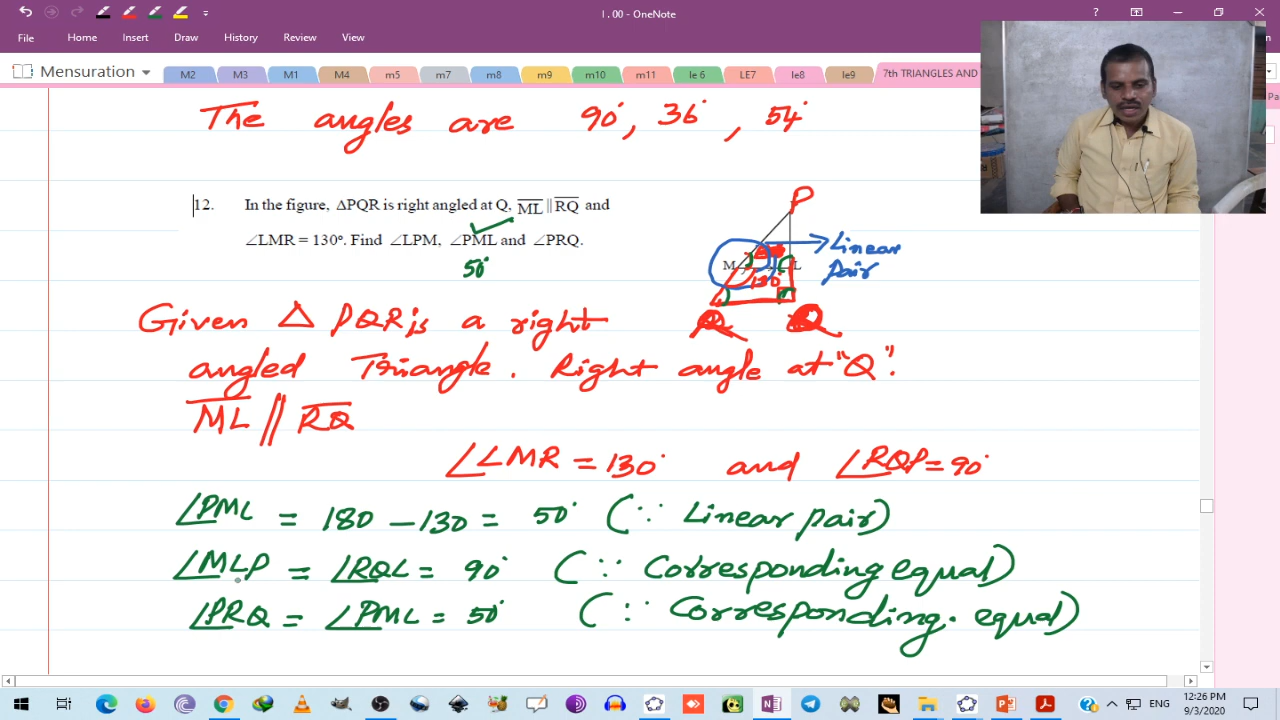 1.00 - OneNote
File Home Insert Draw History Review View
Mensuration M2 M3 M1 M4 m5 m7 m8 m9 m10 m11 le 6 LE7 le8 le9 7th TRIANGLES AND
Pa
The angles are 90°, 36°, 54°
12. In the figure, ΔPQR is right angled at Q, ML || RQ and
∠LMR = 130°. Find ∠LPM, ∠PML and ∠PRQ.
50°
P
M L
130°
Linear
pair
Given Δ PQR is a right
angled Triangle. Right angle at "Q".
ML || RQ
∠LMR = 130° and ∠RQP = 90°
∠PML = 180 - 130 = 50° (∵ Linear pair)
∠MLP = ∠RQL = 90° (∵ Corresponding equal)
∠PRQ = ∠PML = 50° (∵ Corresponding. equal)
ENG
12:26 PM
9/3/2020